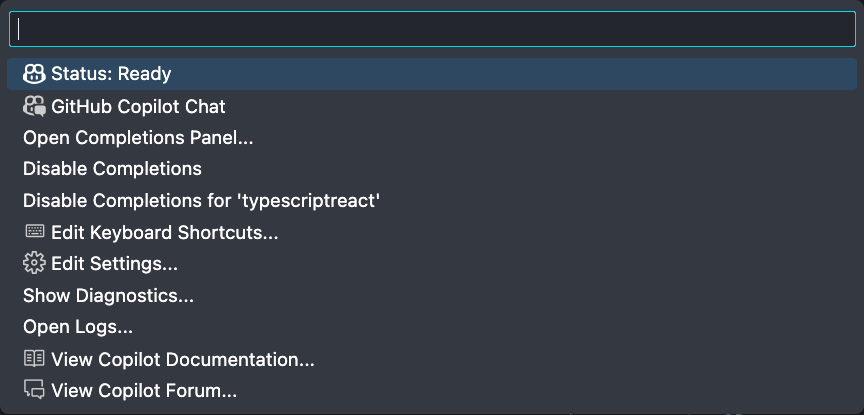 Status: Ready
GitHub Copilot Chat
Open Completions Panel...
Disable Completions
Disable Completions for 'typescriptreact'
Edit Keyboard Shortcuts...
Edit Settings...
Show Diagnostics...
Open Logs...
View Copilot Documentation...
View Copilot Forum...